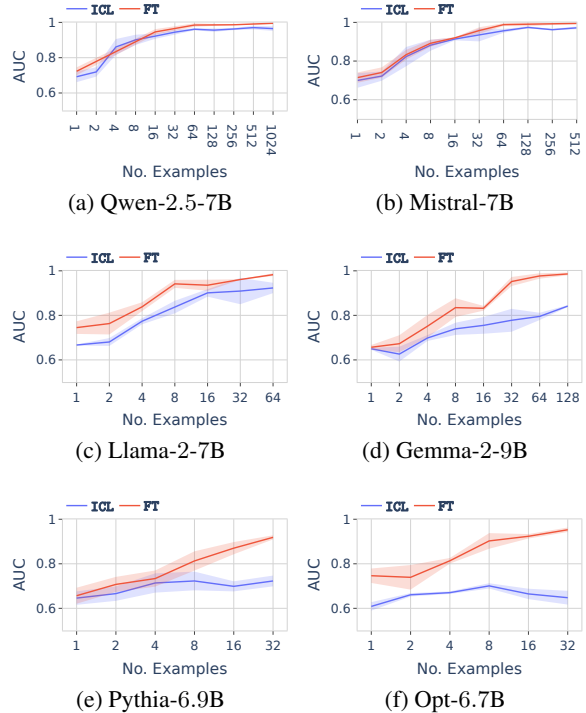 ICL FT
1
0.8
0.6
AUC
1 2 4 8 16 32 64 128 256 512 1024
No. Examples
(a) Qwen-2.5-7B
ICL FT
1
0.8
0.6
AUC
1 2 4 8 16 32 64 128 256 512
No. Examples
(b) Mistral-7B
ICL FT
1
0.8
0.6
AUC
1 2 4 8 16 32 64
No. Examples
(c) Llama-2-7B
ICL FT
1
0.8
0.6
AUC
1 2 4 8 16 32 64 128
No. Examples
(d) Gemma-2-9B
ICL FT
1
0.8
0.6
AUC
1 2 4 8 16 32
No. Examples
(e) Pythia-6.9B
ICL FT
1
0.8
0.6
AUC
1 2 4 8 16 32
No. Examples
(f) Opt-6.7B